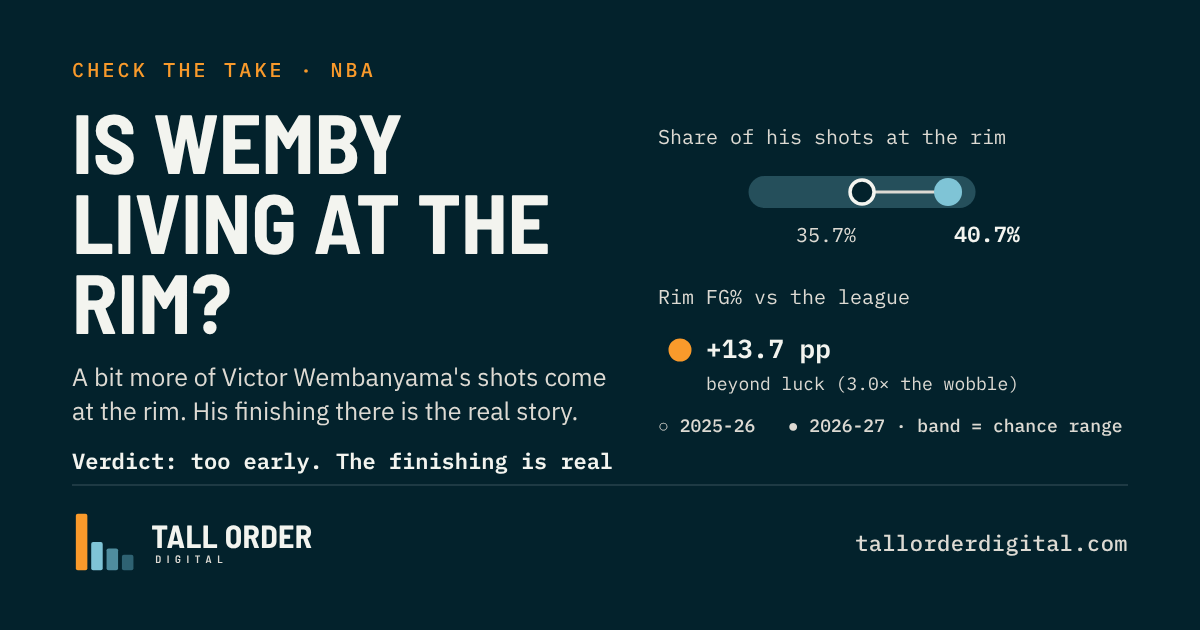 CHECK THE TAKE · NBA
IS WEMBY
LIVING AT THE
RIM?
A bit more of Victor Wembanyama's shots come
at the rim. His finishing there is the real story.
Verdict: too early. The finishing is real
Share of his shots at the rim
35.7% 40.7%
Rim FG% vs the league
+13.7 pp
beyond luck (3.0× the wobble)
○ 2025-26 ● 2026-27 · band = chance range
TALL ORDER
DIGITAL
tallorderdigital.com